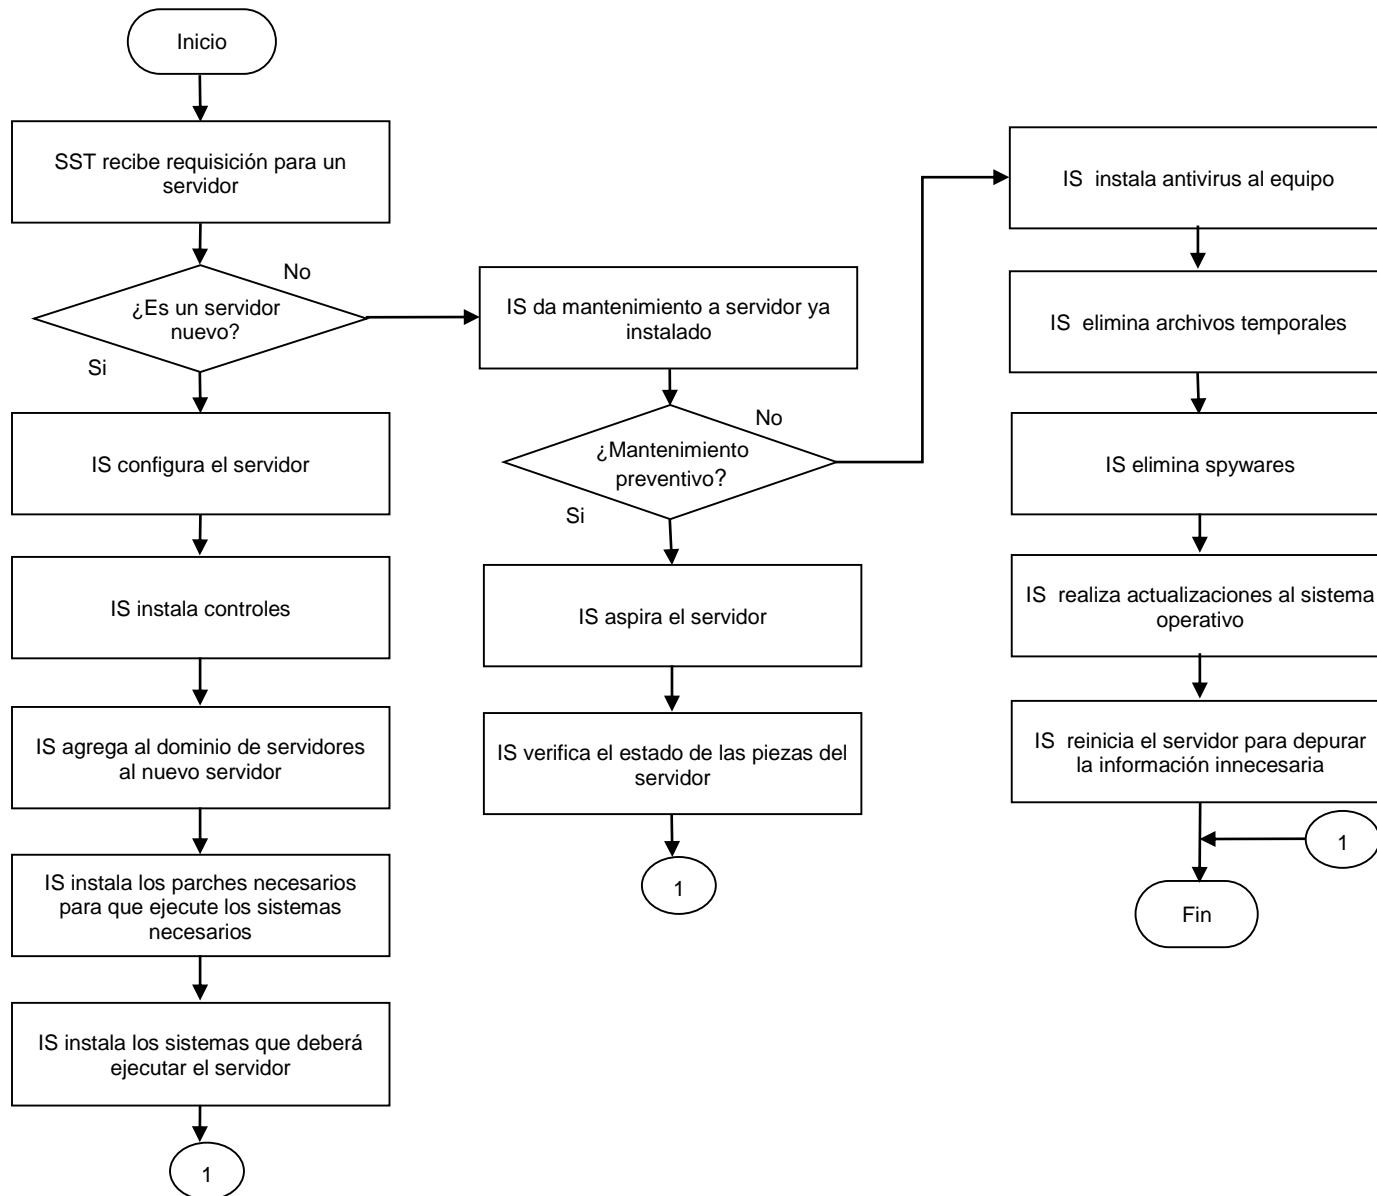 Inicio
SST recibe requisición para un
servidor
¿Es un servidor
nuevo?
No
Si
IS configura el servidor
IS instala controles
IS agrega al dominio de servidores
al nuevo servidor
IS instala los parches necesarios
para que ejecute los sistemas
necesarios
IS instala los sistemas que deberá
ejecutar el servidor
1
IS da mantenimiento a servidor ya
instalado
¿Mantenimiento
preventivo?
No
Si
IS aspira el servidor
IS verifica el estado de las piezas del
servidor
1
IS instala antivirus al equipo
IS elimina archivos temporales
IS elimina spywares
IS realiza actualizaciones al sistema
operativo
IS reinicia el servidor para depurar
la información innecesaria
1
Fin